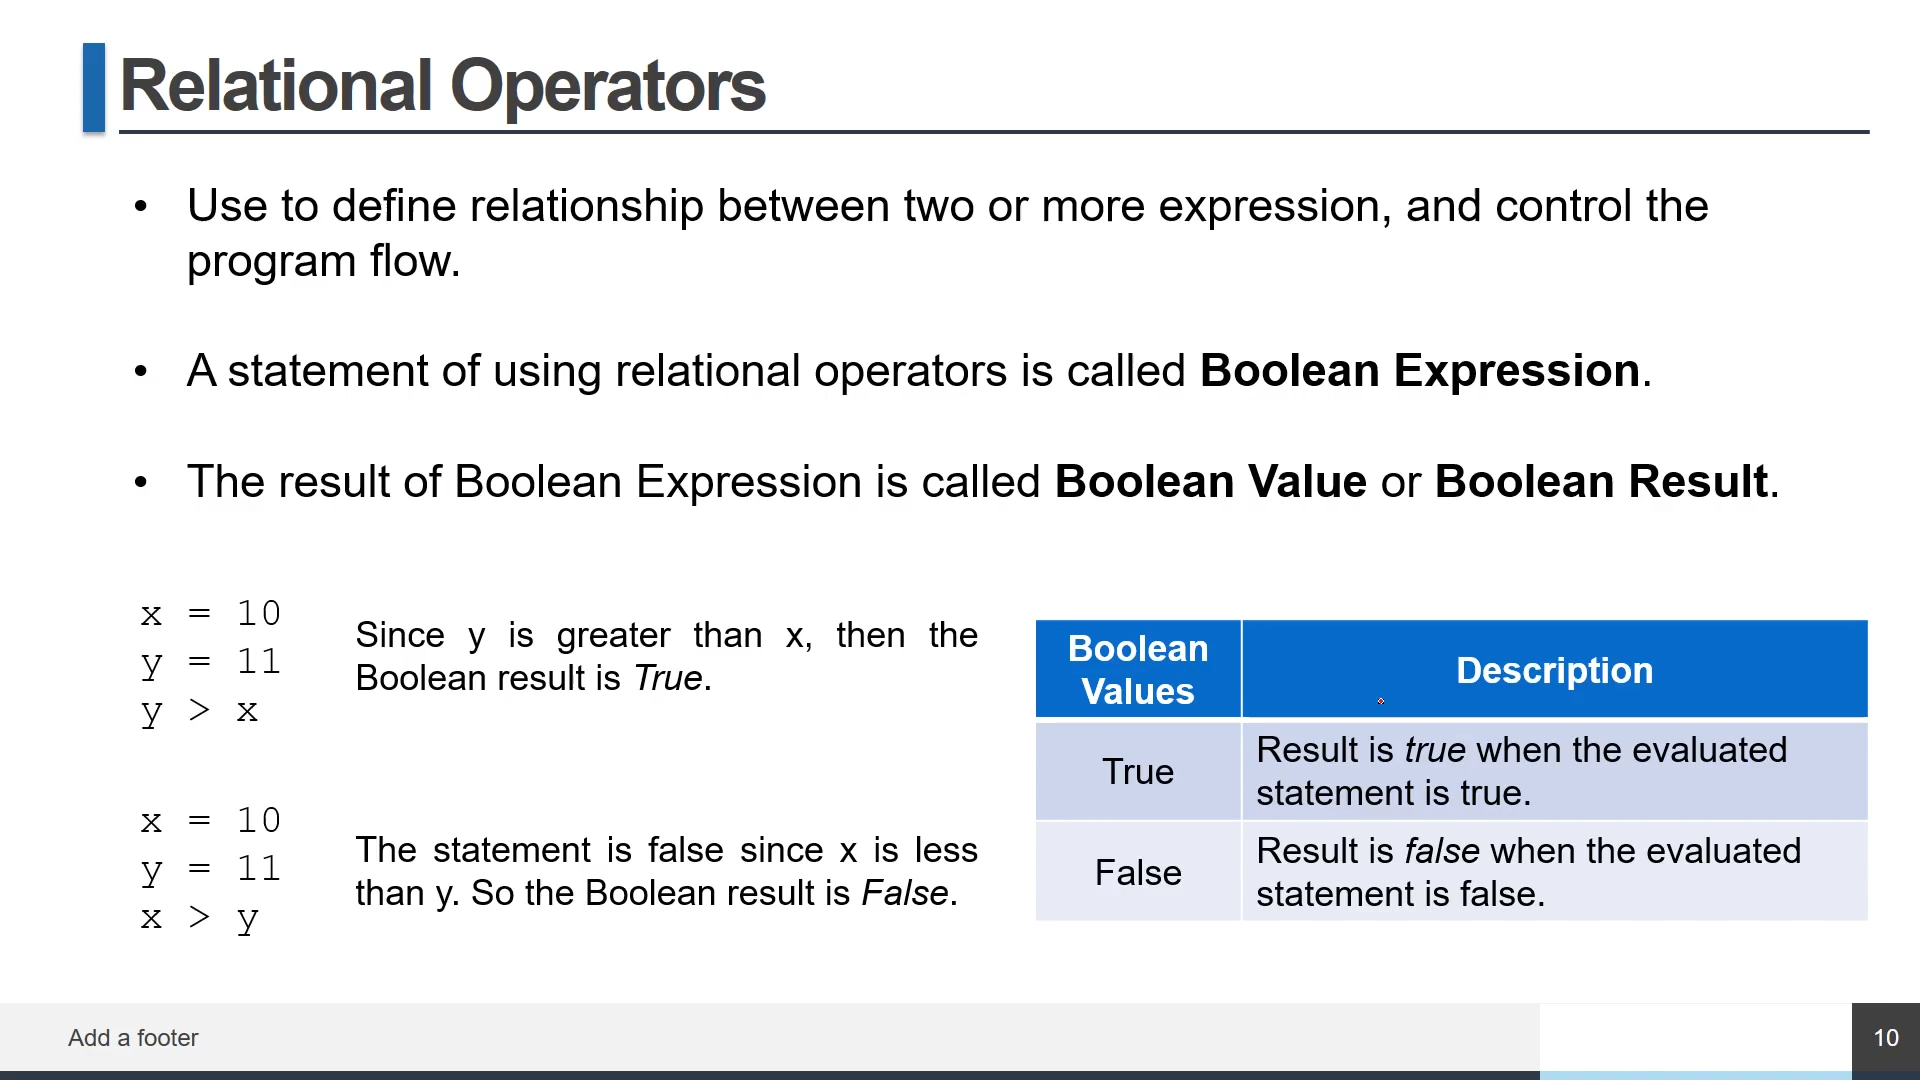 Relational Operators
• Use to define relationship between two or more expression, and control the
program flow.
• A statement of using relational operators is called Boolean Expression.
• The result of Boolean Expression is called Boolean Value or Boolean Result.
x = 10
y = 11
y > x
Since y is greater than x, then the
Boolean result is True.
x = 10
y = 11
x > y
The statement is false since x is less
than y. So the Boolean result is False.
Boolean
Values
Description
True
Result is true when the evaluated
statement is true.
False
Result is false when the evaluated
statement is false.
Add a footer
10